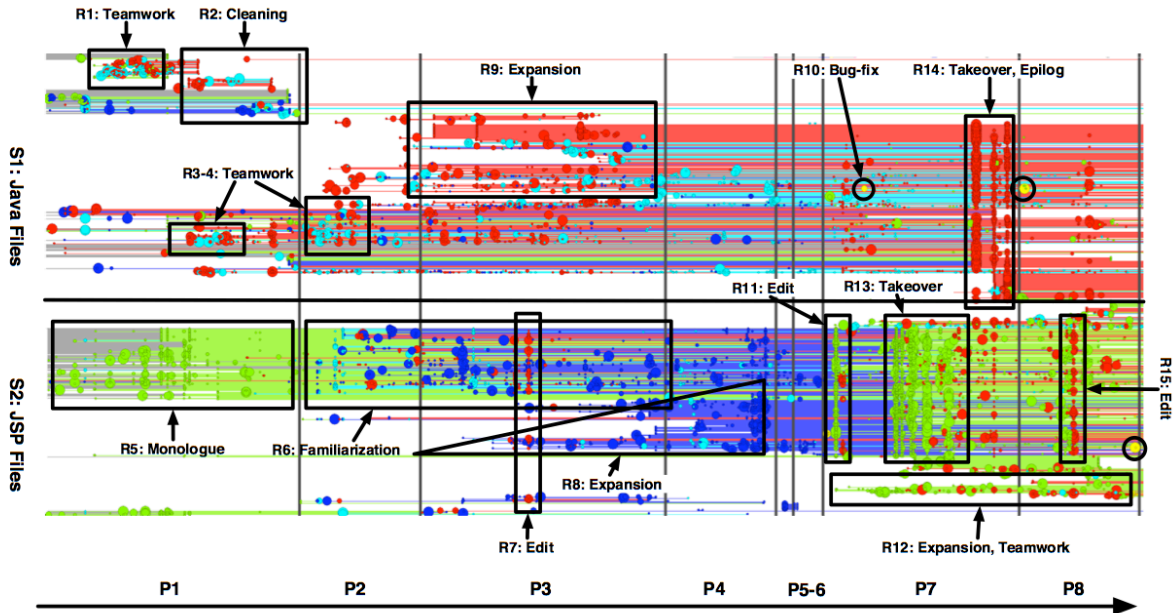 R1: Teamwork
R2: Cleaning
R9: Expansion
R10: Bug-fix
R14: Takeover, Epilog
S1: Java Files
R3-4: Teamwork
R11: Edit
R13: Takeover
S2: JSP Files
R15: Edit
R5: Monologue
R6: Familiarization
R8: Expansion
R7: Edit
R12: Expansion, Teamwork
P1
P2
P3
P4
P5-6
P7
P8